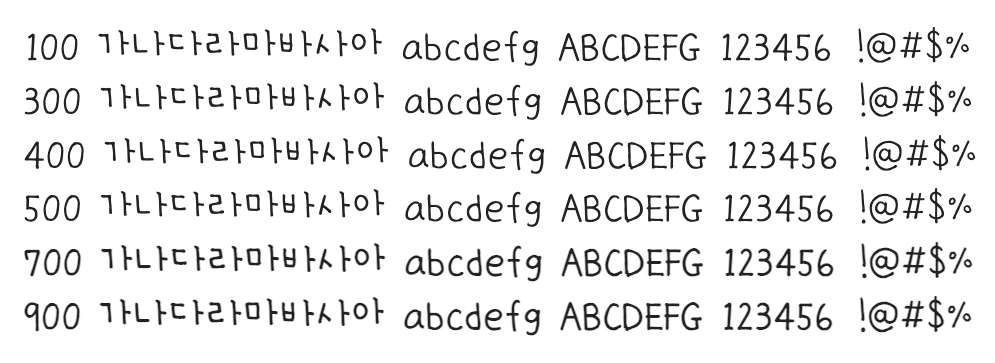 100 가나다라마바사아 abcdefg ABCDEFG 123456 !@#$%
300 가나다라마바사아 abcdefg ABCDEFG 123456 !@#$%
400 가나다라마바사아 abcdefg ABCDEFG 123456 !@#$%
500 가나다라마바사아 abcdefg ABCDEFG 123456 !@#$%
700 가나다라마바사아 abcdefg ABCDEFG 123456 !@#$%
900 가나다라마바사아 abcdefg ABCDEFG 123456 !@#$%